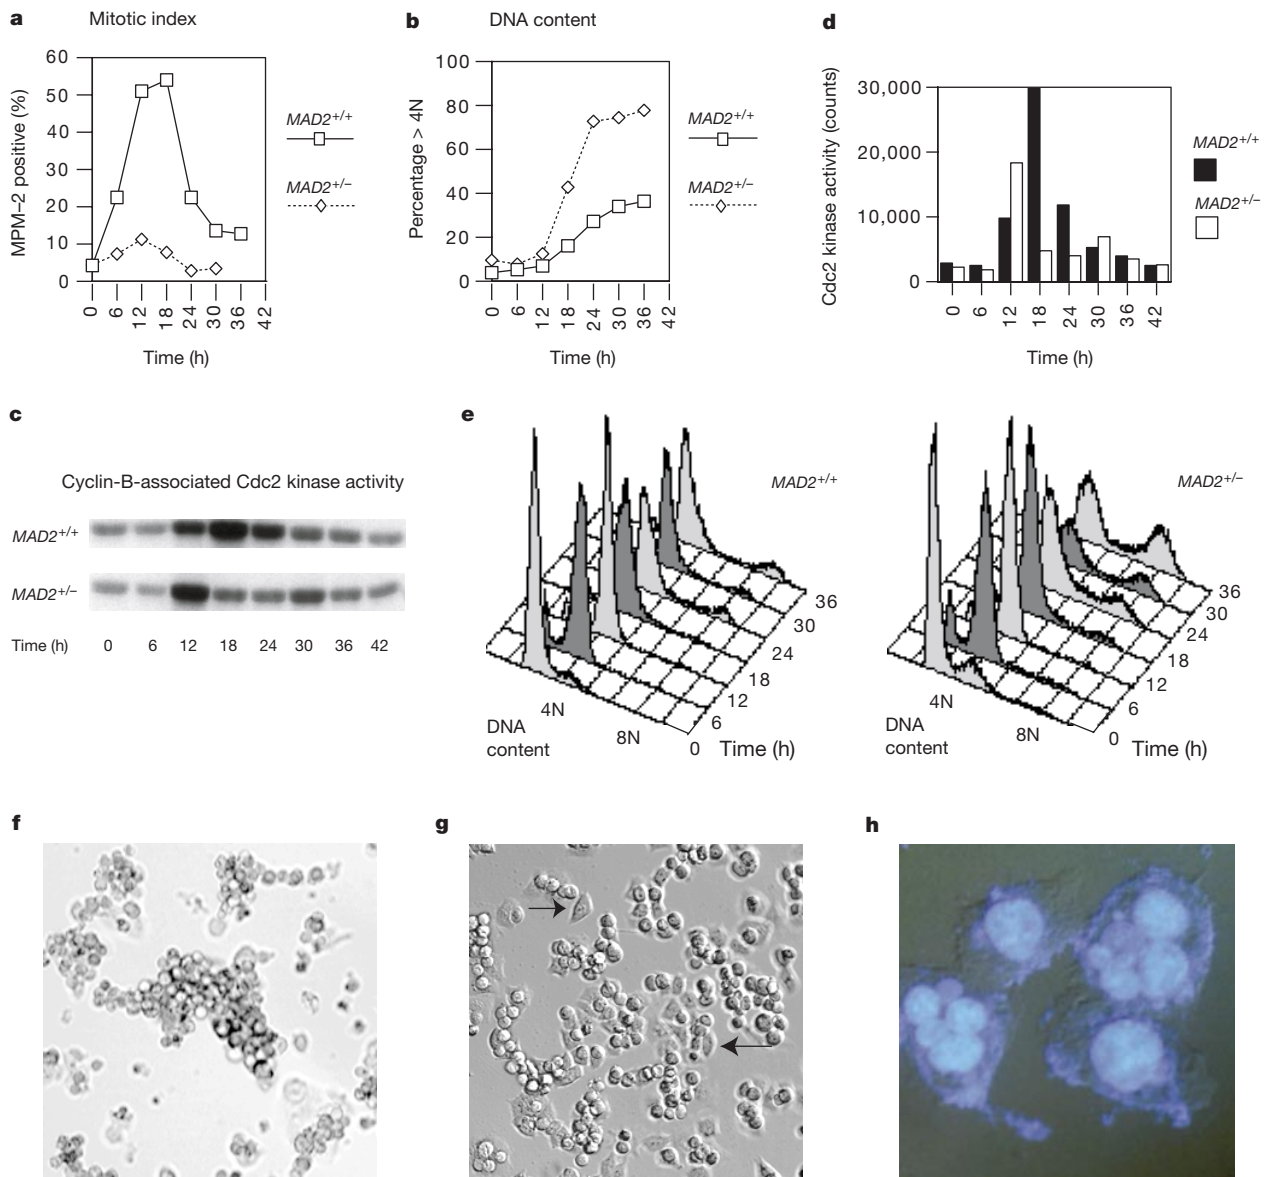 a Mitotic index
60
50
40
30
20
10
0
MPM–2 positive (%)
0 6 12 18 24 30 36 42
Time (h)
MAD2+/+
MAD2+/–
b DNA content
100
80
60
40
20
0
Percentage > 4N
0 6 12 18 24 30 36 42
Time (h)
MAD2+/+
MAD2+/–
d
30,000
20,000
10,000
0
Cdc2 kinase activity (counts)
0 6 12 18 24 30 36 42
Time (h)
MAD2+/+
MAD2+/–
c
Cyclin-B-associated Cdc2 kinase activity
MAD2+/+
MAD2+/–
Time (h) 0 6 12 18 24 30 36 42
e
MAD2+/+
36
30
24
18
12
6
0
4N
8N
DNA
content
Time (h)
MAD2+/–
36
30
24
18
12
6
0
4N
8N
DNA
content
Time (h)
f
g
h